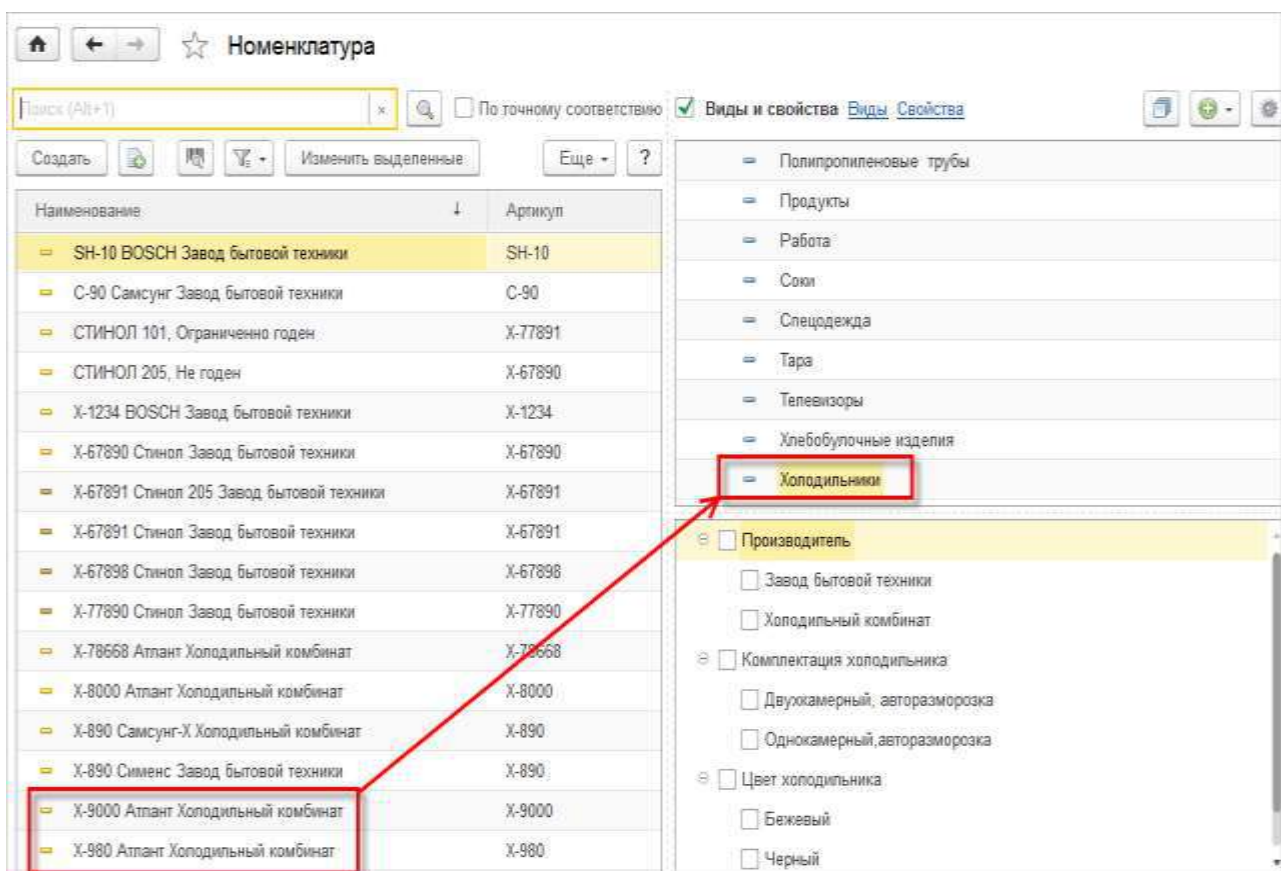 Номенклатура
Поиск (Alt+1) × По точному соответствию Виды и свойства Виды Свойства
Создать Изменить выделенные Еще ?
Наименование ↓ Артикул
SH-10 BOSCH Завод бытовой техники SH-10
С-90 Самсунг Завод бытовой техники С-90
СТИНОЛ 101, Ограниченно годен Х-77891
СТИНОЛ 205, Не годен Х-67890
Х-1234 BOSCH Завод бытовой техники Х-1234
Х-67890 Стинол Завод бытовой техники Х-67890
Х-67891 Стинол 205 Завод бытовой техники Х-67891
Х-67891 Стинол Завод бытовой техники Х-67891
Х-67898 Стинол Завод бытовой техники Х-67898
Х-77890 Стинол Завод бытовой техники Х-77890
Х-78668 Атлант Холодильный комбинат Х-78668
Х-8000 Атлант Холодильный комбинат Х-8000
Х-890 Самсунг-Х Холодильный комбинат Х-890
Х-890 Сименс Завод бытовой техники Х-890
Х-9000 Атлант Холодильный комбинат Х-9000
Х-980 Атлант Холодильный комбинат Х-980
Полипропиленовые трубы
Продукты
Работа
Соки
Спецодежда
Тара
Телевизоры
Хлебобулочные изделия
Холодильники
Производитель
Завод бытовой техники
Холодильный комбинат
Комплектация холодильника
Двухкамерный, авторазморозка
Однокамерный,авторазморозка
Цвет холодильника
Бежевый
Черный